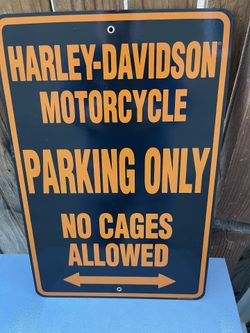 HARLEY-DAVIDSON
MOTORCYCLE
PARKING ONLY
NO CAGES
ALLOWED